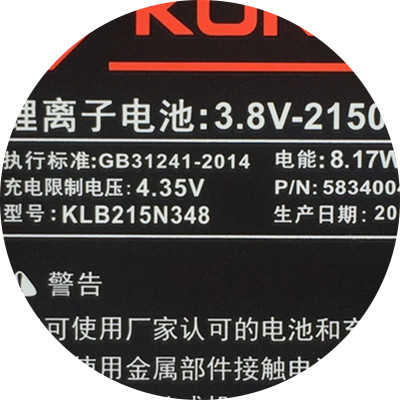 锂离子电池:3.8V-2150
执行标准:GB31241-2014 电能:8.17W
充电限制电压:4.35V P/N:5834004
型号:KLB215N348 生产日期:20
警告
可使用厂家认可的电池和充
使用金属部件接触电